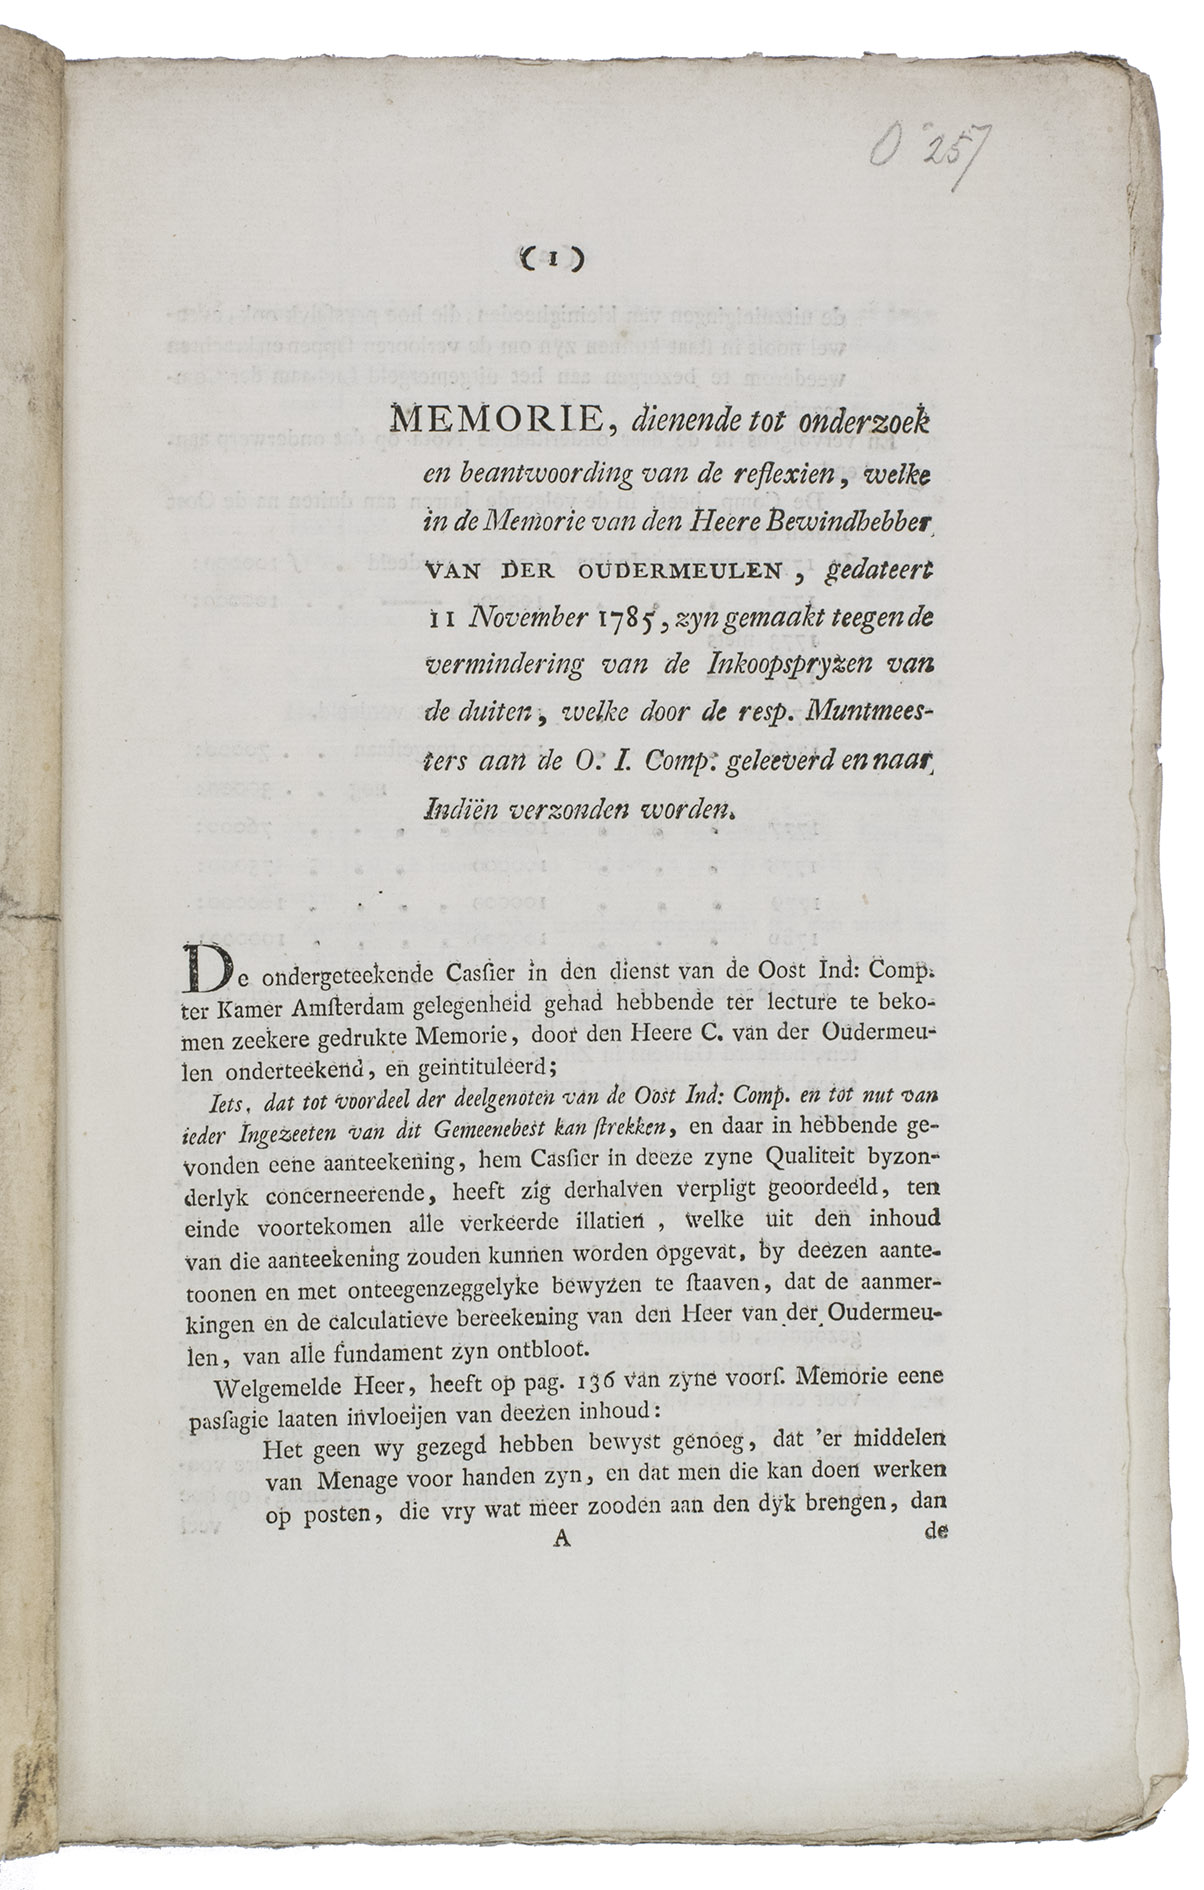 O 257
( 1 )
MEMORIE, dienende tot onderzoek
en beantwoording van de reflexien, welke
in de Memorie van den Heere Bewindhebber
VAN DER OUDERMEULEN, gedateert
11 November 1785, zyn gemaakt teegen de
vermindering van de Inkoopspryzen van
de duiten, welke door de resp. Muntmees-
ters aan de O. I. Comp: geleeverd en naar
Indiën verzonden worden.
De ondergeteekende Casſier in den dienst van de Oost Ind: Comp.
ter Kamer Amſterdam gelegenheid gehad hebbende ter lecture te beko-
men zeekere gedrukte Memorie, door den Heere C. van der Oudermeu-
len onderteekend, en geintituleerd;
Iets, dat tot voordeel der deelgenoten van de Oost Ind: Comp. en tot nut van
ieder Ingezeeten van dit Gemeenebest kan ſtrekken, en daar in hebbende ge-
vonden eene aanteekening, hem Casſier in deeze zyne Qualiteit byzon-
derlyk concerneerende, heeft zig derhalven verpligt geoordeeld, ten
einde voortekomen alle verkeerde illatien, welke uit den inhoud
van die aanteekening zouden kunnen worden opgevat, by deezen aante-
toonen en met onteegenzeggelyke bewyzen te ſtaaven, dat de aanmer-
kingen en de calculatieve bereekening van den Heer van der Oudermeu-
len, van alle fundament zyn ontbloot.
Welgemelde Heer, heeft op pag. 136 van zyne voorſ. Memorie eene
pasſagie laaten invloeijen van deezen inhoud:
Het geen wy gezegd hebben bewyst genoeg, dat 'er middelen
van Menage voor handen zyn, en dat men die kan doen werken
op posten, die vry wat meer zooden aan den dyk brengen, dan
A de